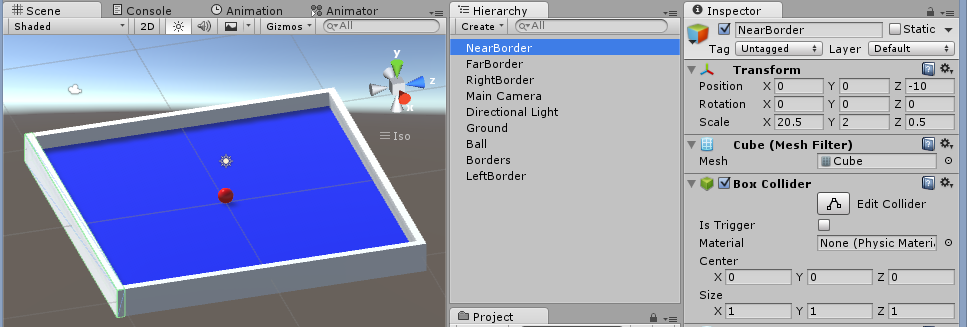 Scene Console Animation Animator
Shaded 2D Gizmos All
y
z
x
Iso
Hierarchy
Create All
NearBorder
FarBorder
RightBorder
Main Camera
Directional Light
Ground
Ball
Borders
LeftBorder
Project
Inspector
NearBorder Static
Tag Untagged Layer Default
Transform
Position X 0 Y 0 Z -10
Rotation X 0 Y 0 Z 0
Scale X 20.5 Y 2 Z 0.5
Cube (Mesh Filter)
Mesh Cube
Box Collider
Edit Collider
Is Trigger
Material None (Physic Materi
Center
X 0 Y 0 Z 0
Size
X 1 Y 1 Z 1